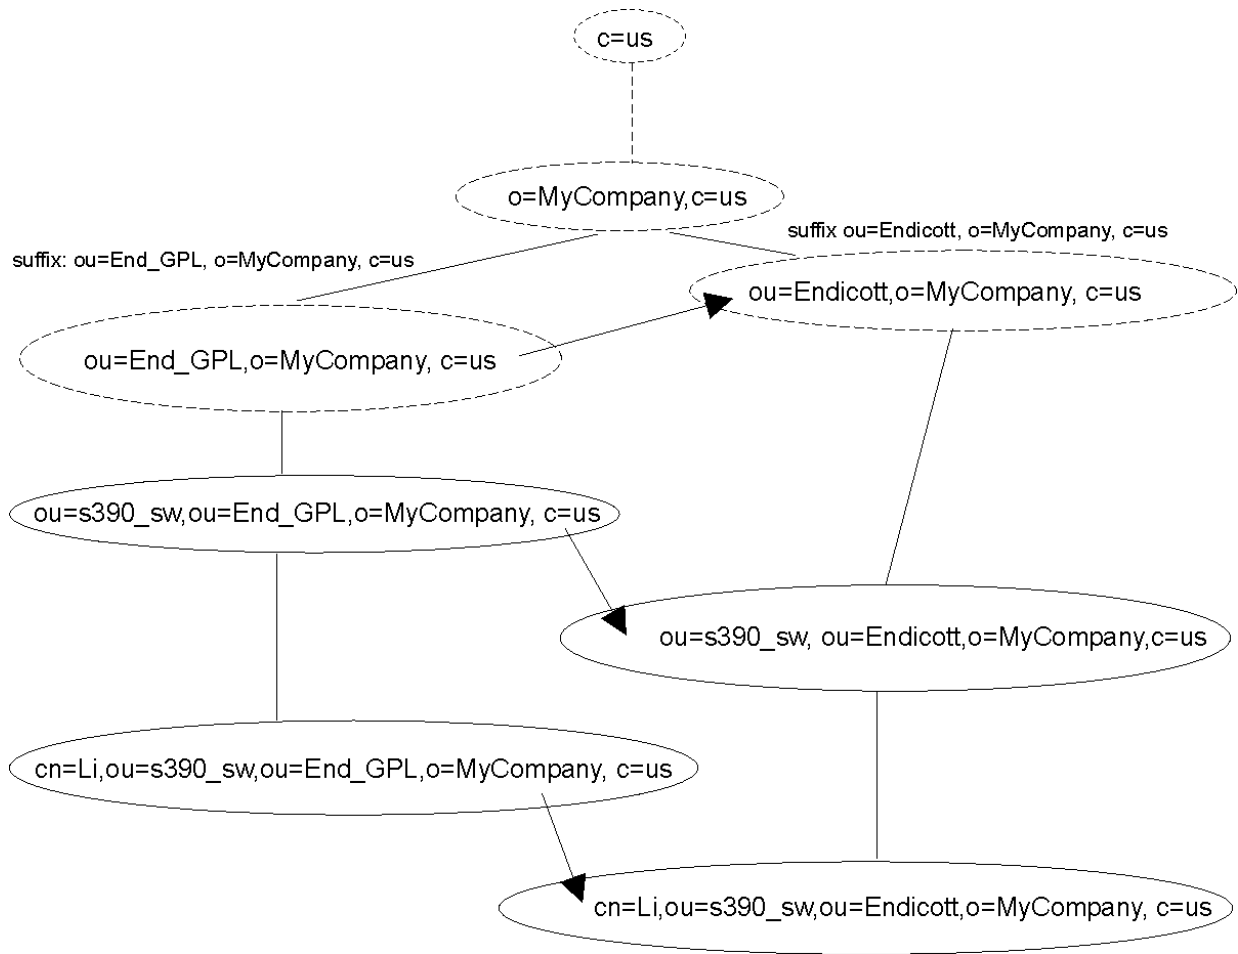 c=us
o=MyCompany,c=us
suffix ou=Endicott, o=MyCompany, c=us
suffix: ou=End_GPL, o=MyCompany, c=us
ou=Endicott,o=MyCompany, c=us
ou=End_GPL,o=MyCompany, c=us
ou=s390_sw,ou=End_GPL,o=MyCompany, c=us
ou=s390_sw, ou=Endicott,o=MyCompany,c=us
cn=Li,ou=s390_sw,ou=End_GPL,o=MyCompany, c=us
cn=Li,ou=s390_sw,ou=Endicott,o=MyCompany, c=us